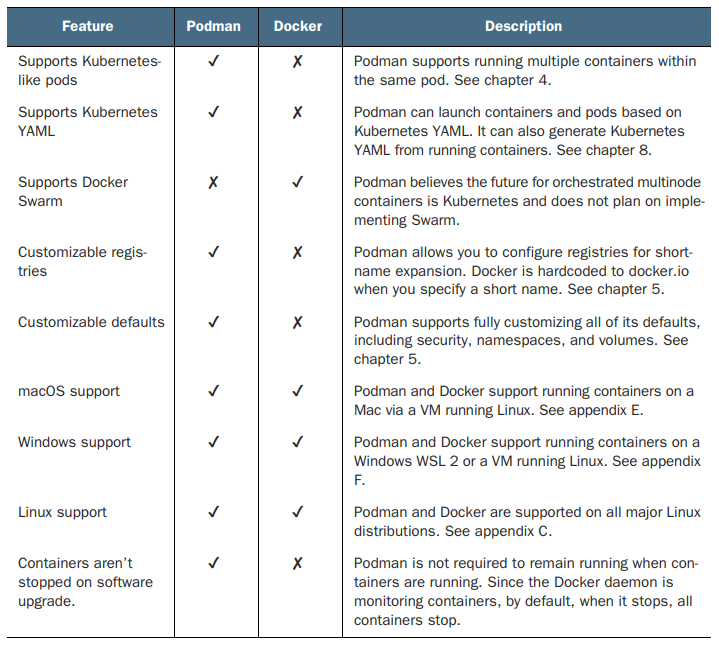 Feature Podman Docker Description
Supports Kubernetes- ✓ ✗ Podman supports running multiple containers within
like pods the same pod. See chapter 4.
Supports Kubernetes ✓ ✗ Podman can launch containers and pods based on
YAML Kubernetes YAML. It can also generate Kubernetes
YAML from running containers. See chapter 8.
Supports Docker ✗ ✓ Podman believes the future for orchestrated multinode
Swarm containers is Kubernetes and does not plan on imple-
menting Swarm.
Customizable regis- ✓ ✗ Podman allows you to configure registries for short-
tries name expansion. Docker is hardcoded to docker.io
when you specify a short name. See chapter 5.
Customizable defaults ✓ ✗ Podman supports fully customizing all of its defaults,
including security, namespaces, and volumes. See
chapter 5.
macOS support ✓ ✓ Podman and Docker support running containers on a
Mac via a VM running Linux. See appendix E.
Windows support ✓ ✓ Podman and Docker support running containers on a
Windows WSL 2 or a VM running Linux. See appendix
F.
Linux support ✓ ✓ Podman and Docker are supported on all major Linux
distributions. See appendix C.
Containers aren’t ✓ ✗ Podman is not required to remain running when con-
stopped on software tainers are running. Since the Docker daemon is
upgrade. monitoring containers, by default, when it stops, all
containers stop.